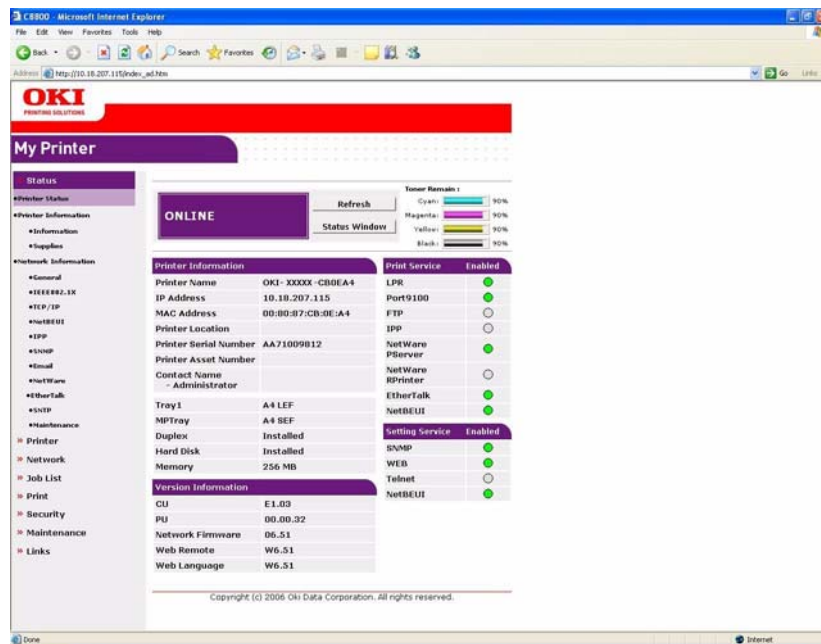 C8800 - Microsoft Internet Explorer
File Edit View Favorites Tools Help
Back Search Favorites
Address http://10.18.207.115/index_ad.htm Go Links
OKI
PRINTING SOLUTIONS
My Printer
Status
Printer Status
Printer Information
Information
Supplies
Network Information
General
IEEE802.1X
TCP/IP
NetBEUI
IPP
SNMP
Email
NetWare
EtherTalk
SNTP
Maintenance
Printer
Network
Job List
Print
Security
Maintenance
Links
ONLINE
Refresh
Status Window
Toner Remain :
Cyan: 90%
Magenta: 90%
Yellow: 90%
Black: 90%
Printer Information
Printer Name OKI- XXXXX -CB0EA4
IP Address 10.18.207.115
MAC Address 00:80:87:CB:0E:A4
Printer Location
Printer Serial Number AA71009812
Printer Asset Number
Contact Name
- Administrator
Tray1 A4 LEF
MPTray A4 SEF
Duplex Installed
Hard Disk Installed
Memory 256 MB
Version Information
CU E1.03
PU 00.00.32
Network Firmware 06.51
Web Remote W6.51
Web Language W6.51
Print Service Enabled
LPR
Port9100
FTP
IPP
NetWare
PServer
NetWare
RPrinter
EtherTalk
NetBEUI
Setting Service Enabled
SNMP
WEB
Telnet
NetBEUI
Copyright (c) 2006 Oki Data Corporation. All rights reserved.
Done Internet